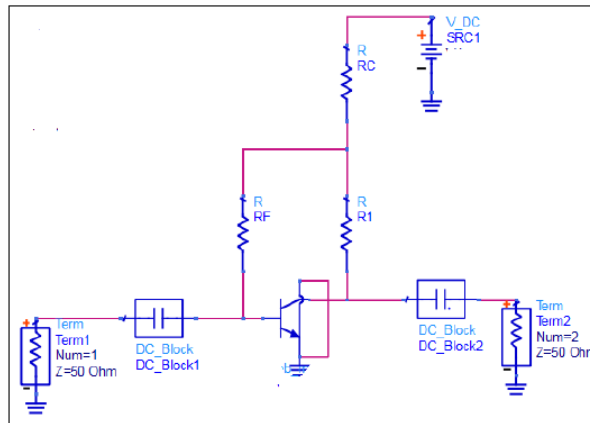 V_DC
SRC1
+
-
R
RC
R
RF
R
R1
+
-
Term
Term1
Num=1
Z=50 Ohm
DC_Block
DC_Block1
DC_Block
DC_Block2
+
-
Term
Term2
Num=2
Z=50 Ohm